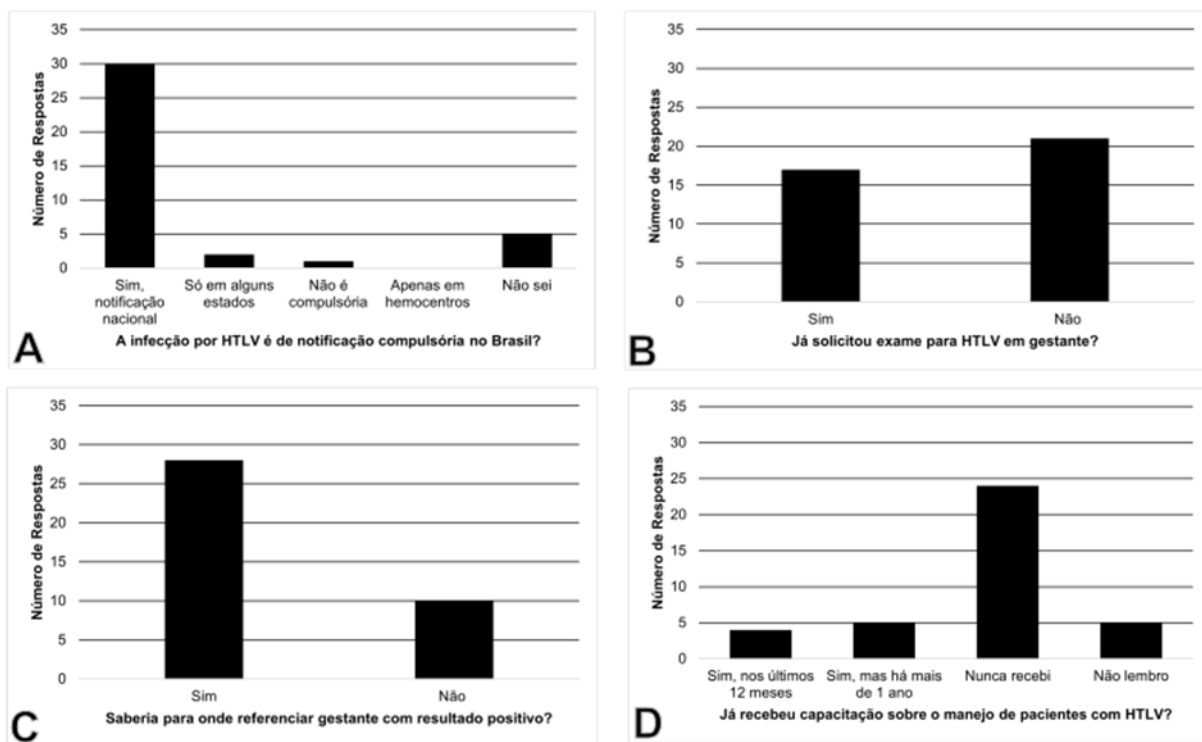 Número de Respostas
35
30
25
20
15
10
5
0
Sim,
notificação
nacional
Só em alguns
estados
Não é
compulsória
Apenas em
hemocentros
Não sei
A infecção por HTLV é de notificação compulsória no Brasil?
A
Número de Respostas
35
30
25
20
15
10
5
0
Sim
Não
Já solicitou exame para HTLV em gestante?
B
Número de Respostas
35
30
25
20
15
10
5
0
Sim
Não
Saberia para onde referenciar gestante com resultado positivo?
C
Número de Respostas
35
30
25
20
15
10
5
0
Sim, nos últimos
12 meses
Sim, mas há mais
de 1 ano
Nunca recebi
Não lembro
Já recebeu capacitação sobre o manejo de pacientes com HTLV?
D